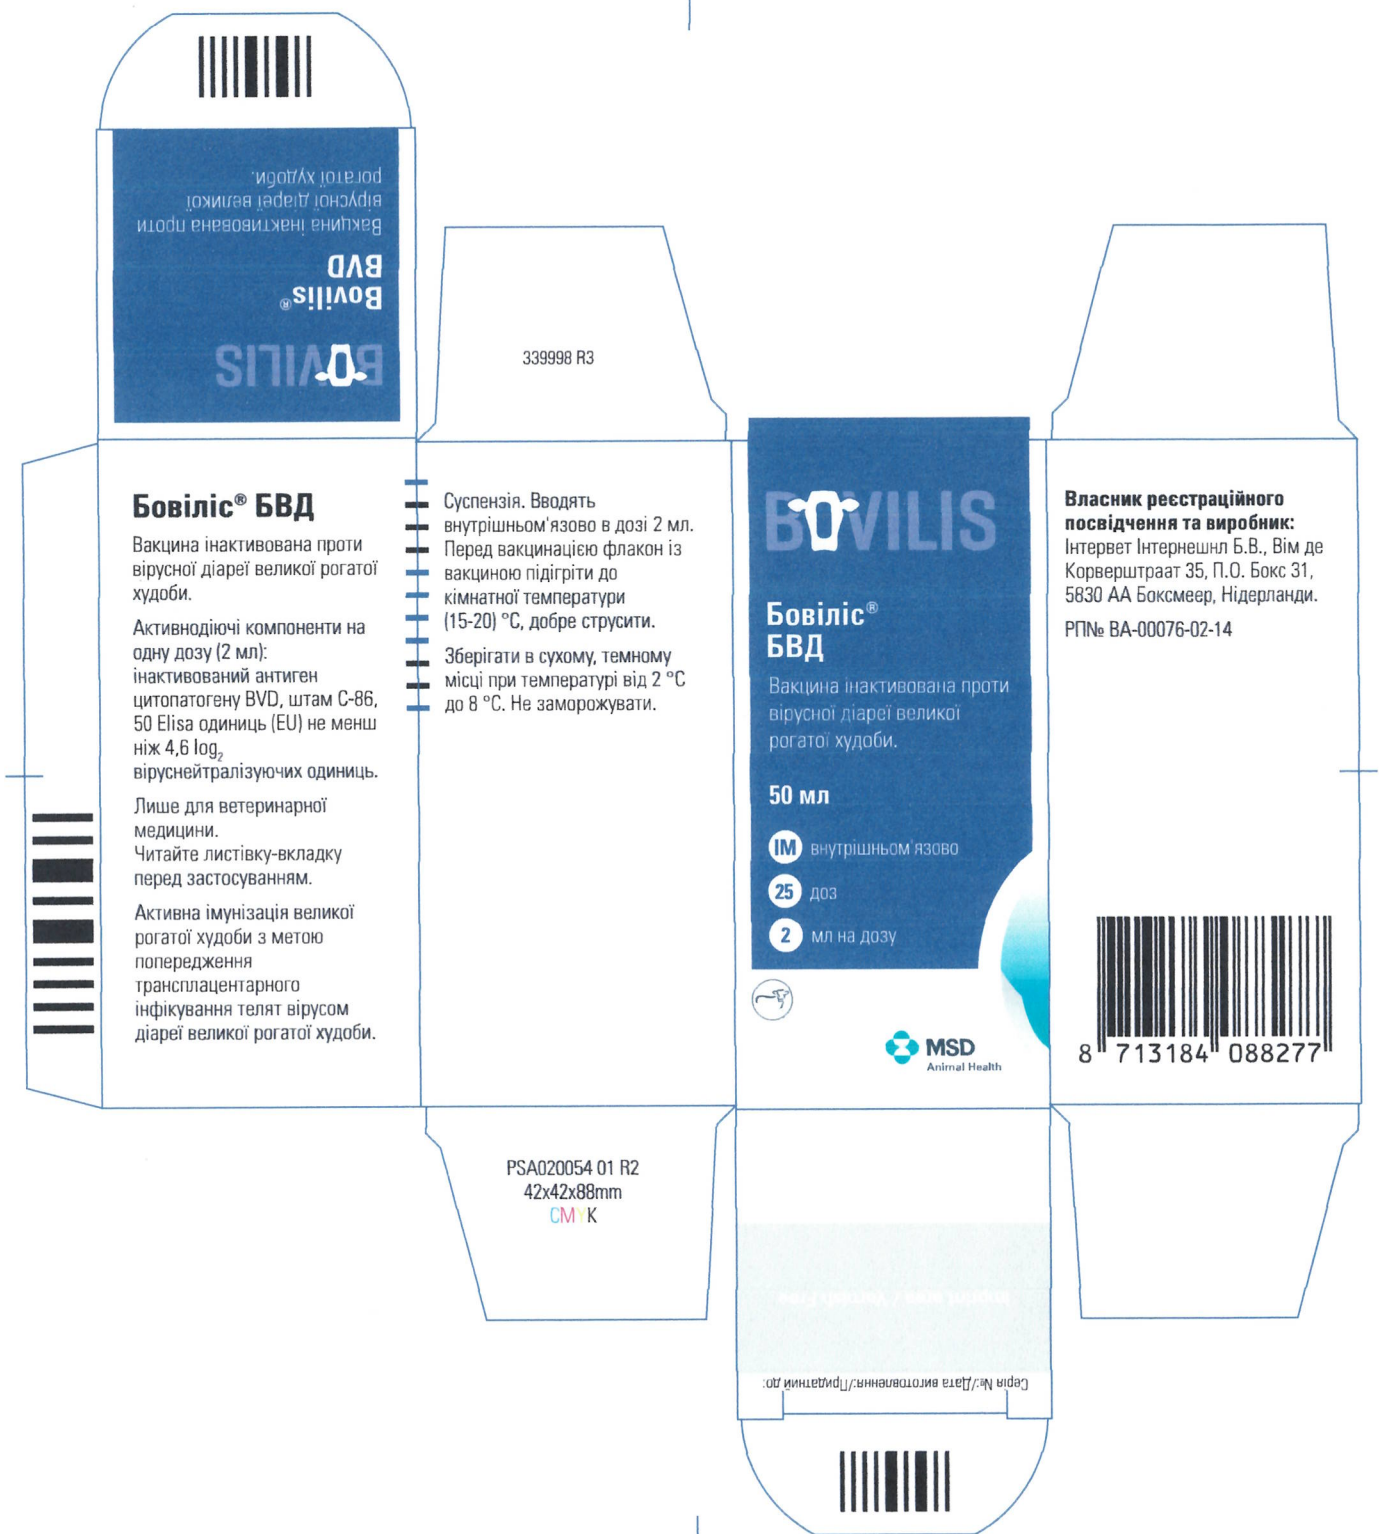 Вакцина інактивована проти
вірусної діареї великої
рогатої худоби.
Bovilis®
BVD
BOVILIS
339998 R3
Бовіліс® БВД
Вакцина інактивована проти
вірусної діареї великої рогатої
худоби.
Активнодіючі компоненти на
одну дозу (2 мл):
інактивований антиген
цитопатогену BVD, штам С-86,
50 Elisa одиниць (EU) не менш
ніж 4,6 log₂
віруснейтралізуючих одиниць.
Лише для ветеринарної
медицини.
Читайте листівку-вкладку
перед застосуванням.
Активна імунізація великої
рогатої худоби з метою
попередження
трансплацентарного
інфікування телят вірусом
діареї великої рогатої худоби.
Суспензія. Вводять
внутрішньом'язово в дозі 2 мл.
Перед вакцинацією флакон із
вакциною підігріти до
кімнатної температури
(15-20) °С, добре струсити.
Зберігати в сухому, темному
місці при температурі від 2 °С
до 8 °С. Не заморожувати.
BOVILIS
Бовіліс®
БВД
Вакцина інактивована проти
вірусної діареї великої
рогатої худоби.
50 мл
IM внутрішньом'язово
25 доз
2 мл на дозу
MSD
Animal Health
Власник реєстраційного
посвідчення та виробник:
Інтервет Інтернешнл Б.В., Вім де
Корверштраат 35, П.О. Бокс 31,
5830 АА Боксмеер, Нідерланди.
РП№ ВА-00076-02-14
8 713184 088277
PSA020054 01 R2
42x42x88mm
CMYK
Imprint area / Varnish Free
Серія №:/Дата виготовлення:/Придатний до: